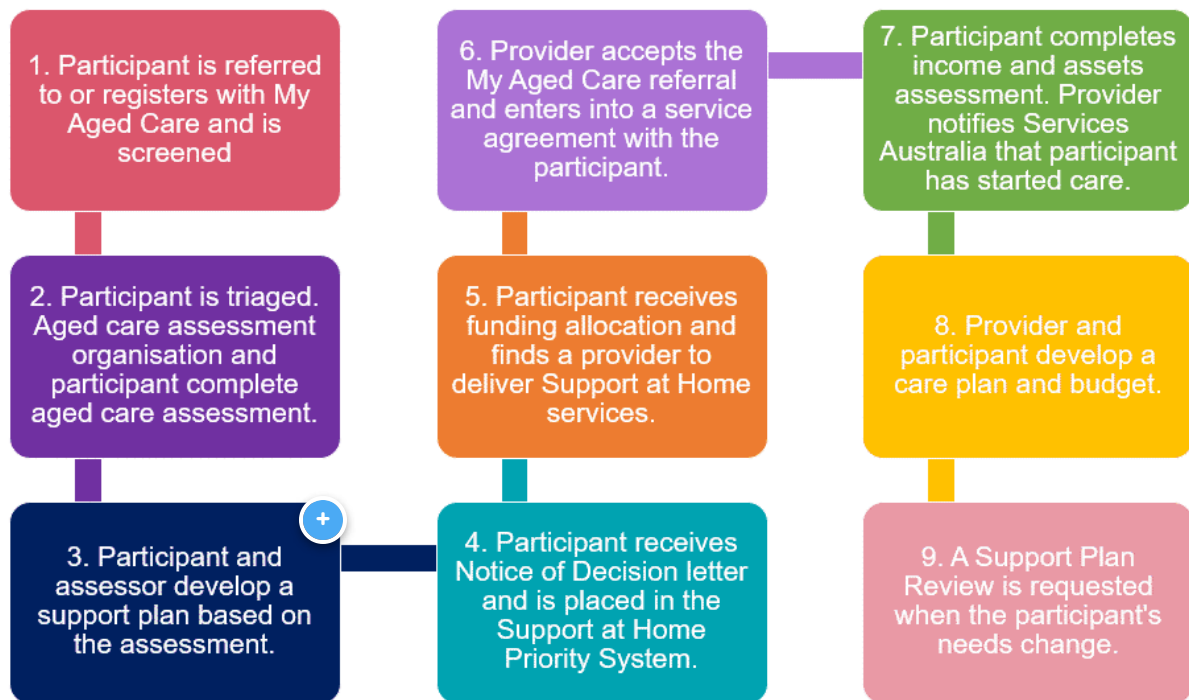 1. Participant is referred
to or registers with My
Aged Care and is
screened
2. Participant is triaged.
Aged care assessment
organisation and
participant complete
aged care assessment.
3. Participant and
assessor develop a
support plan based on
the assessment.
4. Participant receives
Notice of Decision letter
and is placed in the
Support at Home
Priority System.
5. Participant receives
funding allocation and
finds a provider to
deliver Support at Home
services.
6. Provider accepts the
My Aged Care referral
and enters into a service
agreement with the
participant.
7. Participant completes
income and assets
assessment. Provider
notifies Services
Australia that participant
has started care.
8. Provider and
participant develop a
care plan and budget.
9. A Support Plan
Review is requested
when the participant's
needs change.